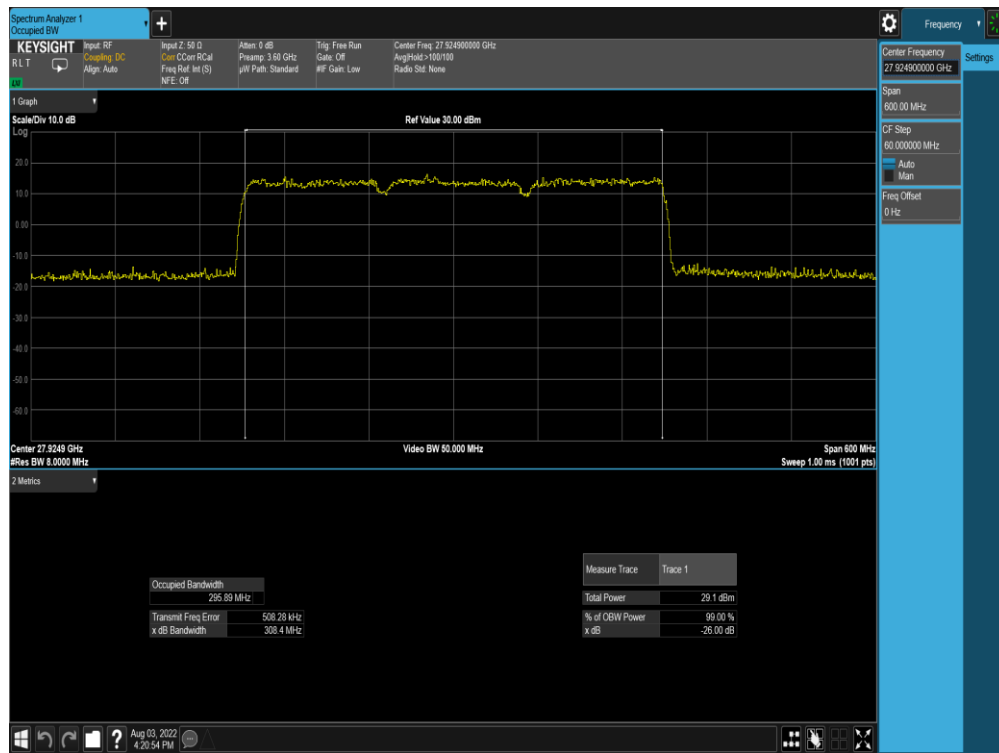 Spectrum Analyzer 1
Occupied BW
Frequency
KEYSIGHT
RLT
LXI
Input: RF
Coupling: DC
Align: Auto
Input Z: 50 Ω
Corr CCorr RCal
Freq Ref: Int (S)
NFE: Off
Atten: 0 dB
Preamp: 3.60 GHz
µW Path: Standard
Trig: Free Run
Gate: Off
#IF Gain: Low
Center Freq: 27.924900000 GHz
Avg|Hold>100/100
Radio Std: None
Center Frequency
27.924900000 GHz
Settings
Span
600.00 MHz
CF Step
60.000000 MHz
Auto
Man
Freq Offset
0 Hz
1 Graph
Scale/Div 10.0 dB
Ref Value 30.00 dBm
Log
20.0
10.0
0.00
-10.0
-20.0
-30.0
-40.0
-50.0
-60.0
Center 27.9249 GHz
Video BW 50.000 MHz
Span 600 MHz
#Res BW 8.0000 MHz
Sweep 1.00 ms (1001 pts)
2 Metrics
Measure Trace
Trace 1
Occupied Bandwidth
295.89 MHz
Total Power
29.1 dBm
Transmit Freq Error
508.28 kHz
% of OBW Power
99.00 %
x dB Bandwidth
308.4 MHz
x dB
-26.00 dB
?
Aug 03, 2022
4:20:54 PM